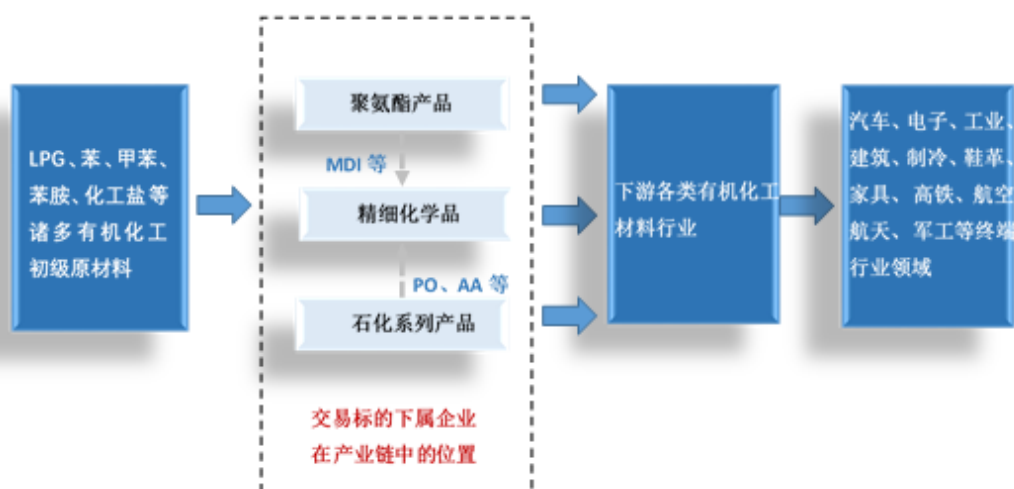 LPG、苯、甲苯、
苯胺、化工盐等
诸多有机化工
初级原材料
聚氨酯产品
MDI 等
精细化学品
PO、AA 等
石化系列产品
交易标的下属企业
在产业链中的位置
下游各类有机化工
材料行业
汽车、电子、工业、
建筑、制冷、鞋革、
家具、高铁、航空
航天、军工等终端
行业领域